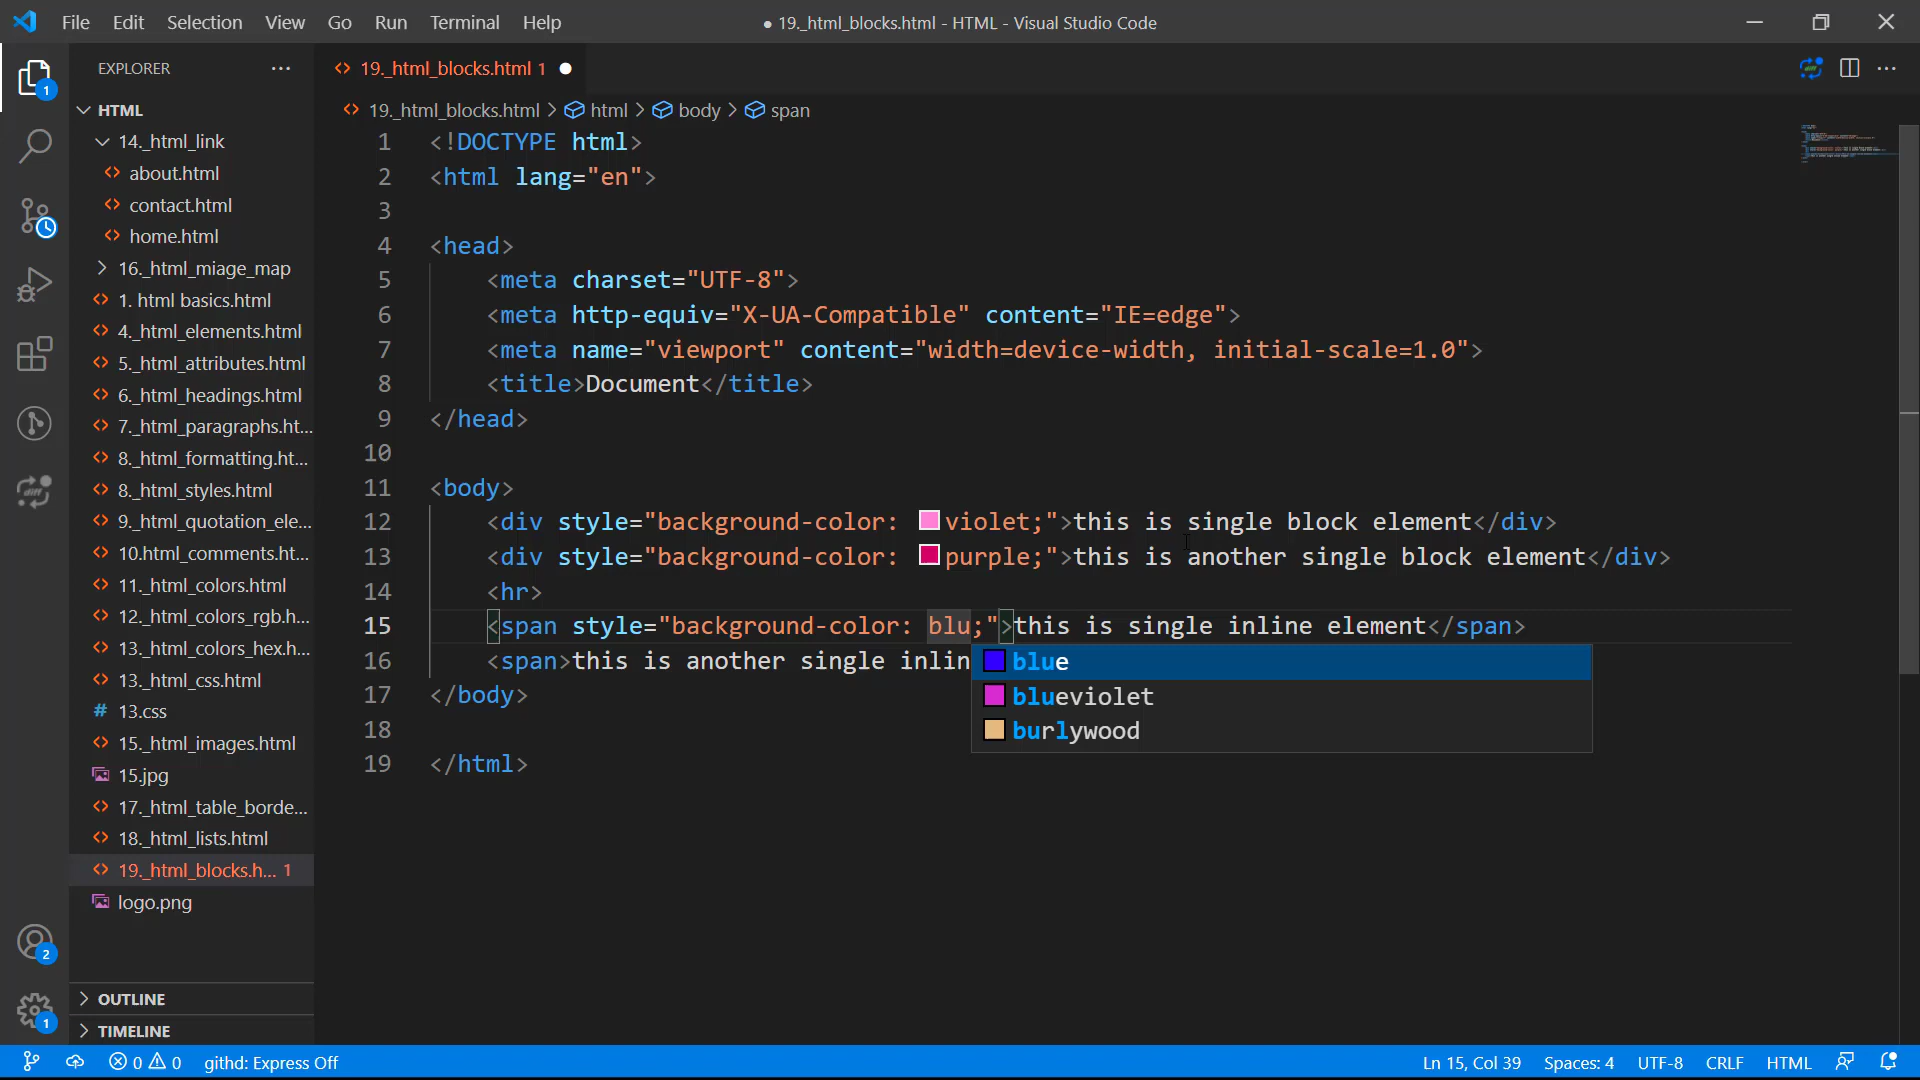 File Edit Selection View Go Run Terminal Help
● 19._html_blocks.html - HTML - Visual Studio Code
EXPLORER
HTML
14._html_link
about.html
contact.html
home.html
16._html_miage_map
1. html basics.html
4._html_elements.html
5._html_attributes.html
6._html_headings.html
7._html_paragraphs.ht...
8._html_formatting.ht...
8._html_styles.html
9._html_quotation_ele...
10.html_comments.ht...
11._html_colors.html
12._html_colors_rgb.h...
13._html_colors_hex.h...
13._html_css.html
# 13.css
15._html_images.html
15.jpg
17._html_table_borde...
18._html_lists.html
19._html_blocks.h... 1
logo.png
OUTLINE
TIMELINE
1
2
1
19._html_blocks.html 1
19._html_blocks.html > html > body > span
1 <!DOCTYPE html>
2 <html lang="en">
3
4 <head>
5 <meta charset="UTF-8">
6 <meta http-equiv="X-UA-Compatible" content="IE=edge">
7 <meta name="viewport" content="width=device-width, initial-scale=1.0">
8 <title>Document</title>
9 </head>
10
11 <body>
12 <div style="background-color: violet;">this is single block element</div>
13 <div style="background-color: purple;">this is another single block element</div>
14 <hr>
15 <span style="background-color: blu;">this is single inline element</span>
16 <span>this is another single inlin
17 </body>
18
19 </html>
blue
blueviolet
burlywood
diff
diff
0 0 githd: Express Off
Ln 15, Col 39 Spaces: 4 UTF-8 CRLF HTML